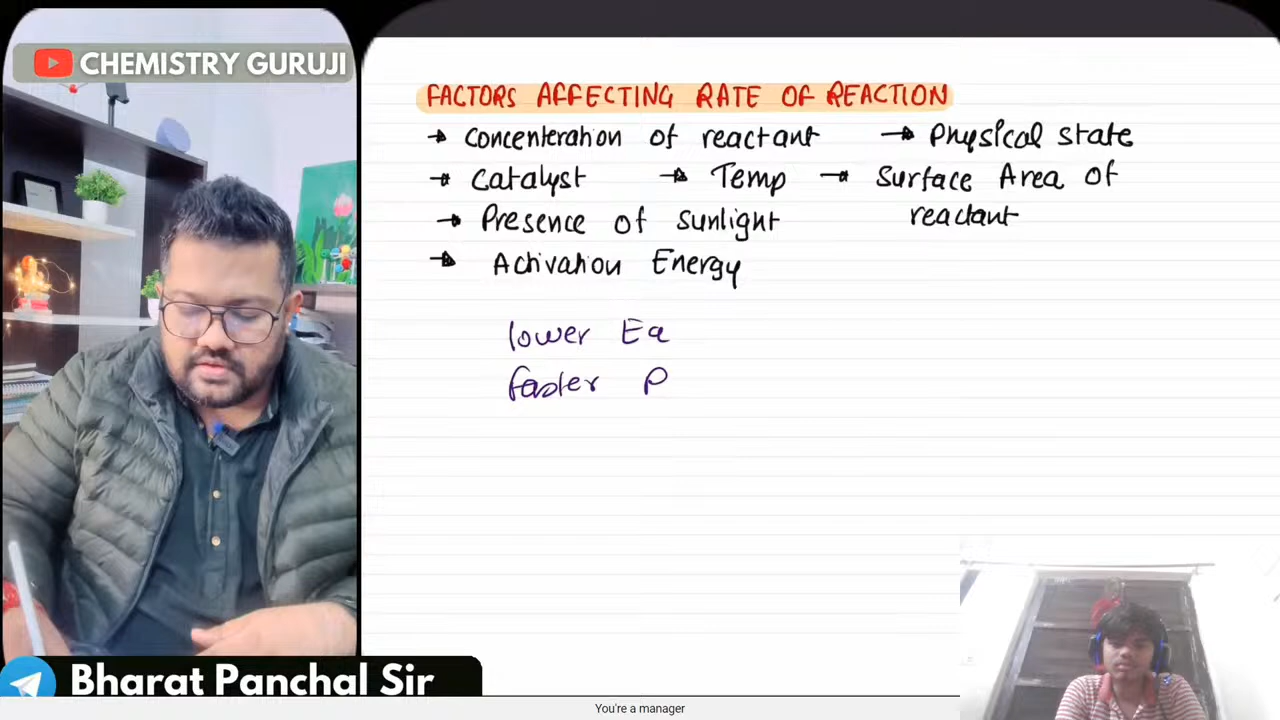 CHEMISTRY GURUJI
FACTORS AFFECTING RATE OF REACTION
→ Concenteration of reactant → Physical state
→ Catalyst → Temp → Surface Area of
reactant
→ Presence of sunlight
→ Activation Energy
lower Ea
faster P
Bharat Panchal Sir
You're a manager